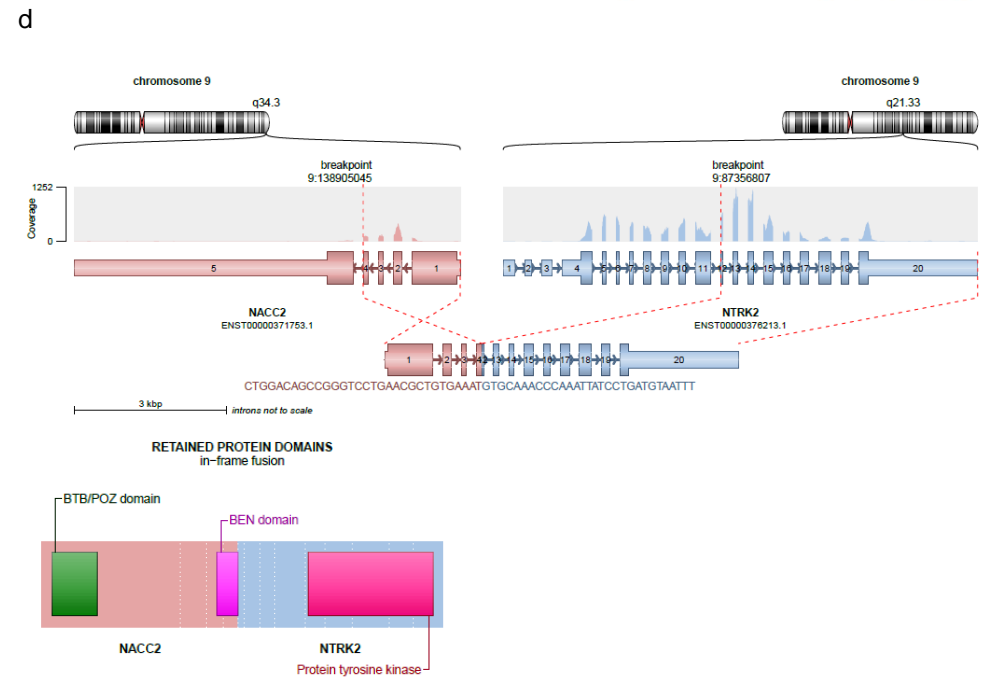 d
chromosome 9
chromosome 9
q34.3
q21.33
breakpoint
9:138905045
breakpoint
9:87356807
1252
Coverage
0
5 4 3 2 1
1 2 3 4 5 6 7 8 9 10 11 12 13 14 15 16 17 18 19 20
NACC2
ENST00000371753.1
NTRK2
ENST00000376213.1
1 2 3 4 12 13 14 15 16 17 18 19 20
CTGGACAGCCGGGTCCTGAACGCTGTGAAATGTGCAAACCCAAATTATCCTGATGTAATTT
3 kbp
introns not to scale
RETAINED PROTEIN DOMAINS
in−frame fusion
BTB/POZ domain
BEN domain
NACC2
NTRK2
Protein tyrosine kinase